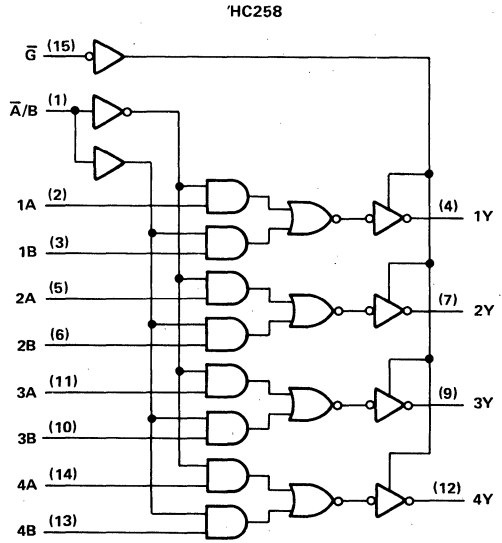 'HC258
G̅ (15)
A̅/B (1)
1A (2)
1B (3)
2A (5)
2B (6)
3A (11)
3B (10)
4A (14)
4B (13)
(4) 1Y
(7) 2Y
(9) 3Y
(12) 4Y